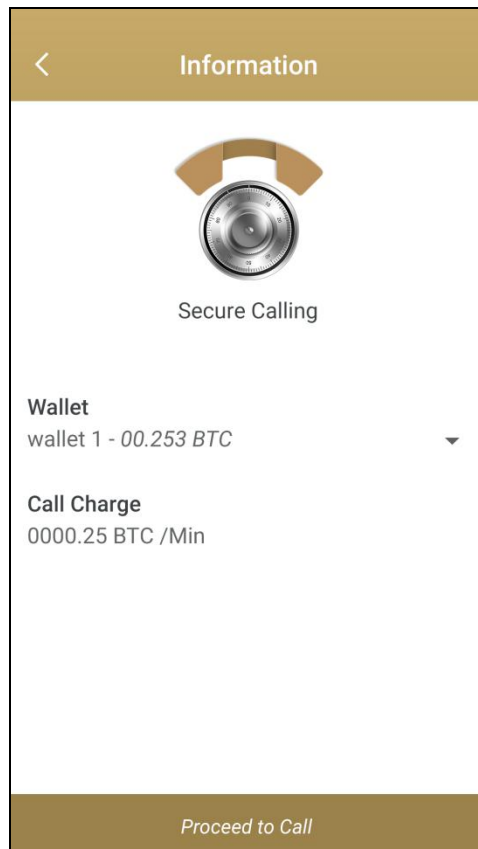 Information
Secure Calling
Wallet
wallet 1 - 00.253 BTC
Call Charge
0000.25 BTC /Min
Proceed to Call